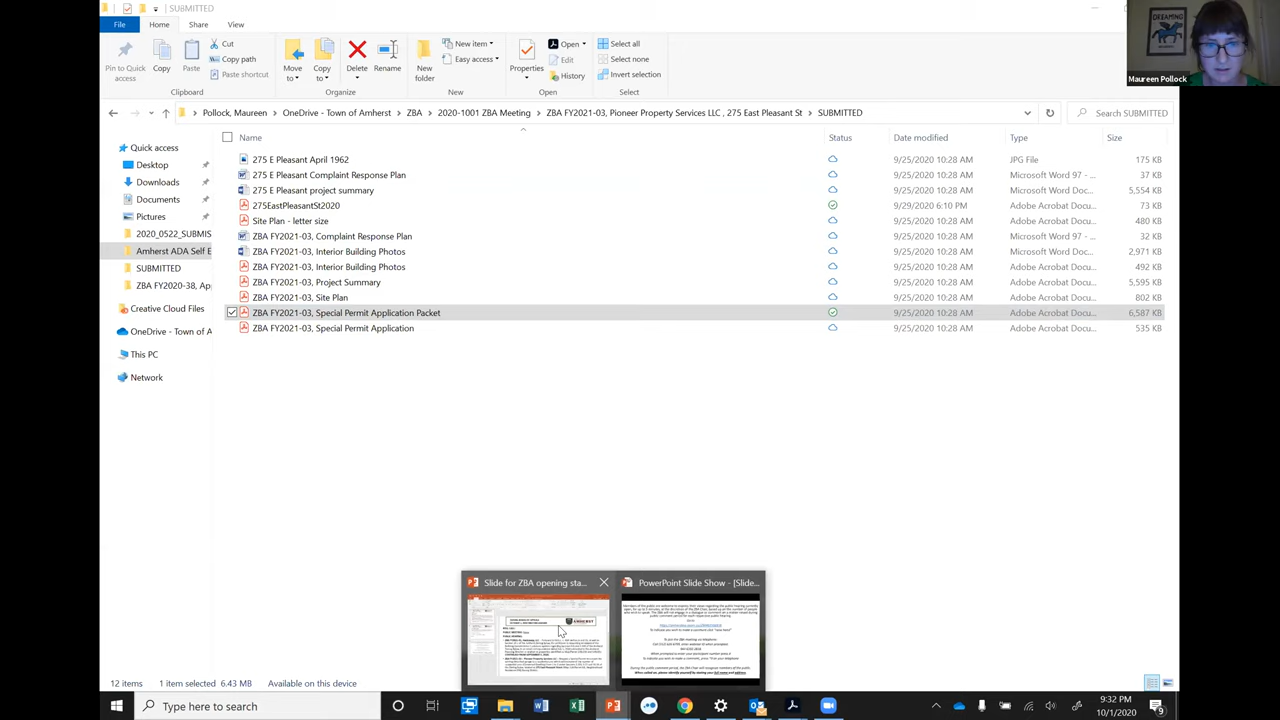 SUBMITTED
File Home Share View
Pin to Quick access
Copy
Paste
Cut
Copy path
Paste shortcut
Clipboard
Move to
Copy to
Delete
Rename
Organize
New folder
New item
Easy access
New
Properties
Open
Edit
History
Open
Select all
Select none
Invert selection
Select
DREAMING
Maureen Pollock
Pollock, Maureen > OneDrive - Town of Amherst > ZBA > 2020-1001 ZBA Meeting > ZBA FY2021-03, Pioneer Property Services LLC , 275 East Pleasant St > SUBMITTED
Search SUBMITTED
Name Status Date modified Type Size
Quick access
Desktop
Downloads
Documents
Pictures
2020_0522_SUBMIS
Amherst ADA Self E
SUBMITTED
ZBA FY2020-38, Ap
Creative Cloud Files
OneDrive - Town of A
This PC
Network
275 E Pleasant April 1962 9/25/2020 10:28 AM JPG File 175 KB
275 E Pleasant Complaint Response Plan 9/25/2020 10:28 AM Microsoft Word 97 - ... 37 KB
275 E Pleasant project summary 9/25/2020 10:28 AM Microsoft Word Doc... 5,554 KB
275EastPleasantSt2020 9/29/2020 6:10 PM Adobe Acrobat Docu... 73 KB
Site Plan - letter size 9/25/2020 10:28 AM Adobe Acrobat Docu... 480 KB
ZBA FY2021-03, Complaint Response Plan 9/25/2020 10:28 AM Microsoft Word 97 - ... 32 KB
ZBA FY2021-03, Interior Building Photos 9/25/2020 10:28 AM Microsoft Word Doc... 2,971 KB
ZBA FY2021-03, Interior Building Photos 9/25/2020 10:28 AM Adobe Acrobat Docu... 492 KB
ZBA FY2021-03, Project Summary 9/25/2020 10:28 AM Adobe Acrobat Docu... 5,595 KB
ZBA FY2021-03, Site Plan 9/25/2020 10:28 AM Adobe Acrobat Docu... 802 KB
ZBA FY2021-03, Special Permit Application Packet 9/25/2020 10:28 AM Adobe Acrobat Docu... 6,587 KB
ZBA FY2021-03, Special Permit Application 9/25/2020 10:28 AM Adobe Acrobat Docu... 535 KB
Slide for ZBA opening sta...
PowerPoint Slide Show - [Slide...
AMHERST
12 items 1 item selected 6.43 MB Available on this device
Type here to search
9:32 PM
10/1/2020